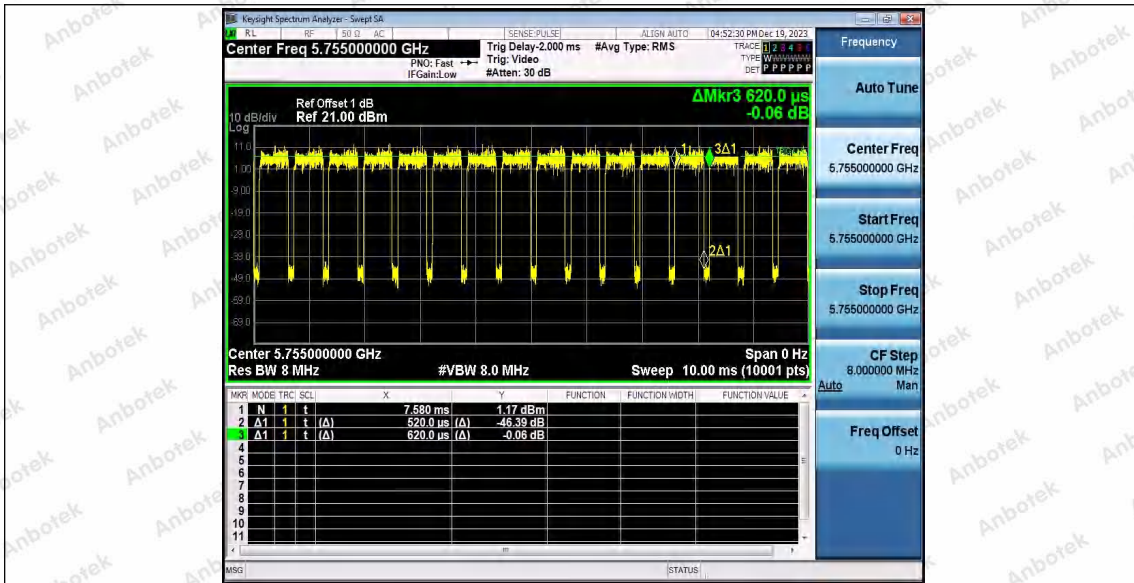 Keysight Spectrum Analyzer - Swept SA
RL RF 50 Ω AC SENSE:PULSE ALIGN AUTO 04:52:30 PM Dec 19, 2023
Center Freq 5.755000000 GHz
PNO: Fast
IFGain:Low
Trig Delay-2.000 ms
Trig: Video
#Atten: 30 dB
#Avg Type: RMS
TRACE 1 2 3 4 5 6
TYPE WWWWWW
DET P P P P P P
Frequency
Auto Tune
Center Freq
5.755000000 GHz
Start Freq
5.755000000 GHz
Stop Freq
5.755000000 GHz
CF Step
8.000000 MHz
Auto Man
Freq Offset
0 Hz
ΔMkr3 620.0 µs
-0.06 dB
Ref Offset 1 dB
10 dB/div Ref 21.00 dBm
Log
11.0
1.00
-9.00
-19.0
-29.0
-39.0
-49.0
-59.0
-69.0
1
3Δ1
2Δ1
Center 5.755000000 GHz Span 0 Hz
Res BW 8 MHz #VBW 8.0 MHz Sweep 10.00 ms (10001 pts)
MKR MODE TRC SCL X Y FUNCTION FUNCTION WIDTH FUNCTION VALUE
1 N 1 t 7.580 ms 1.17 dBm
2 Δ1 1 t (Δ) 520.0 µs (Δ) -46.39 dB
3 Δ1 1 t (Δ) 620.0 µs (Δ) -0.06 dB
4
5
6
7
8
9
10
11
MSG STATUS
Anbotek